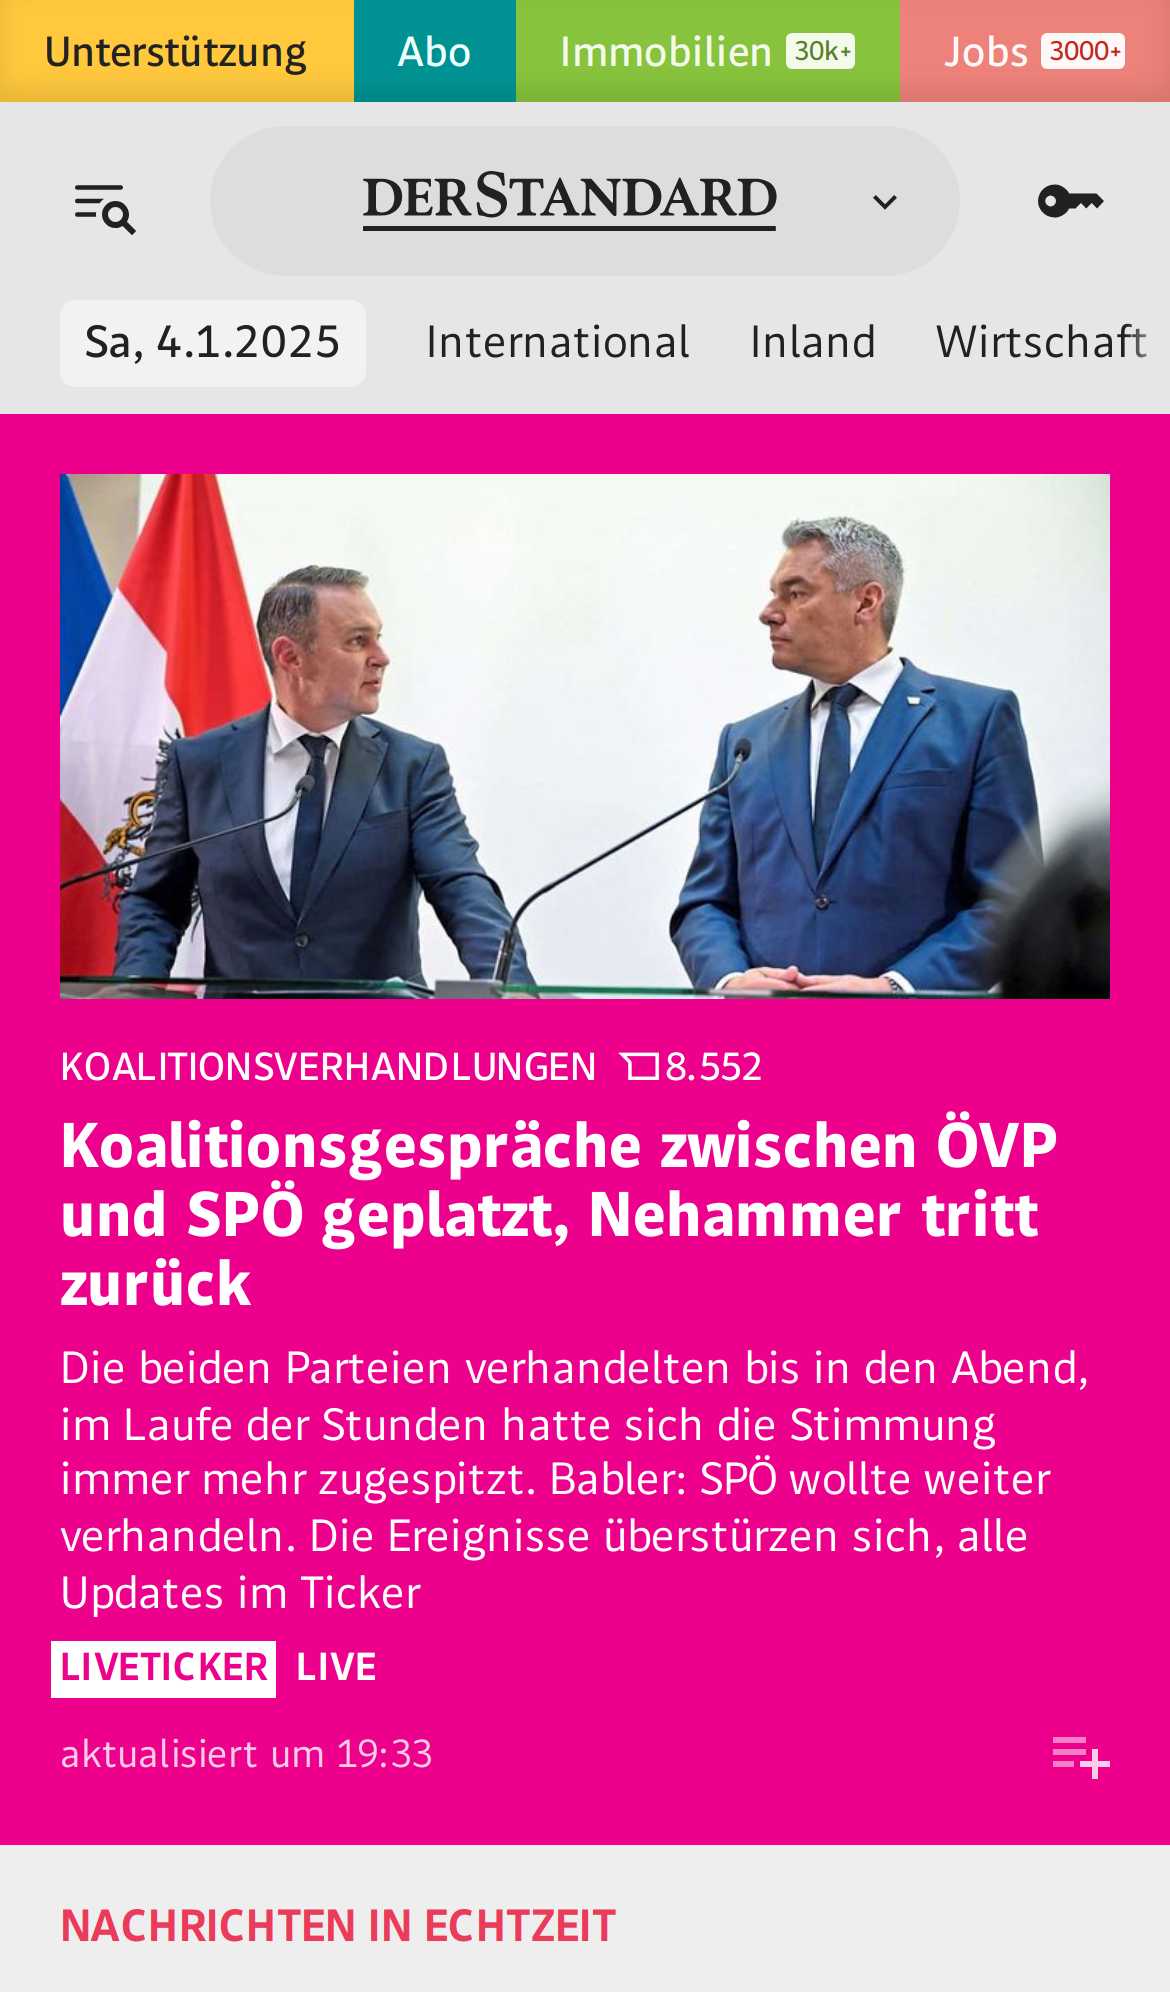 Unterstützung Abo Immobilien 30k+ Jobs 3000+
DERSTANDARD
Sa, 4.1.2025 International Inland Wirtschaft
KOALITIONSVERHANDLUNGEN 8.552
Koalitionsgespräche zwischen ÖVP
und SPÖ geplatzt, Nehammer tritt
zurück
Die beiden Parteien verhandelten bis in den Abend,
im Laufe der Stunden hatte sich die Stimmung
immer mehr zugespitzt. Babler: SPÖ wollte weiter
verhandeln. Die Ereignisse überstürzen sich, alle
Updates im Ticker
LIVETICKER LIVE
aktualisiert um 19:33
NACHRICHTEN IN ECHTZEIT